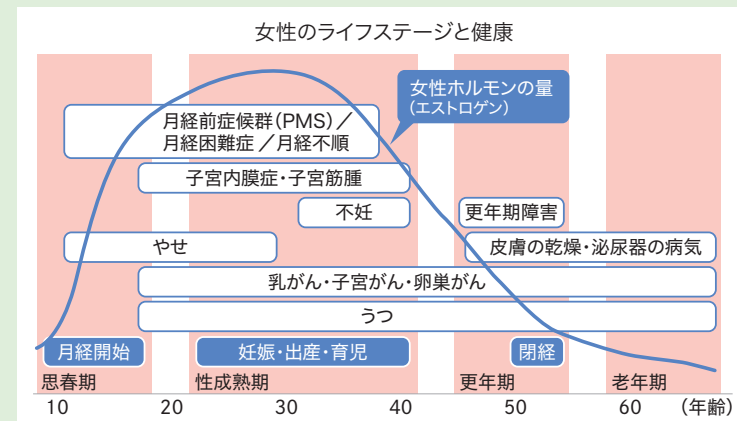 女性のライフステージと健康
女性ホルモンの量
(エストロゲン)
月経前症候群(PMS)／
月経困難症／月経不順
子宮内膜症・子宮筋腫
不妊
更年期障害
やせ
皮膚の乾燥・泌尿器の病気
乳がん・子宮がん・卵巣がん
うつ
月経開始
妊娠・出産・育児
閉経
思春期
性成熟期
更年期
老年期
10 20 30 40 50 60 (年齢)